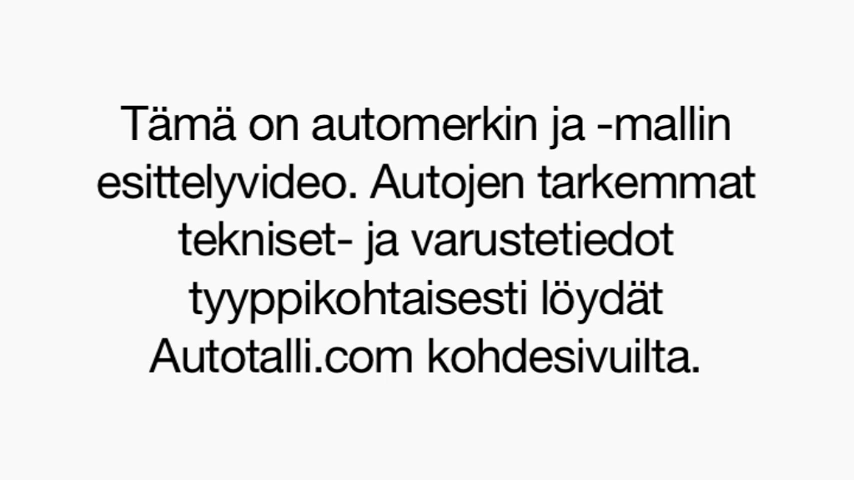 Tämä on automerkin ja -mallin
esittelyvideo. Autojen tarkemmat
tekniset- ja varustetiedot
tyyppikohtaisesti löydät
Autotalli.com kohdesivuilta.